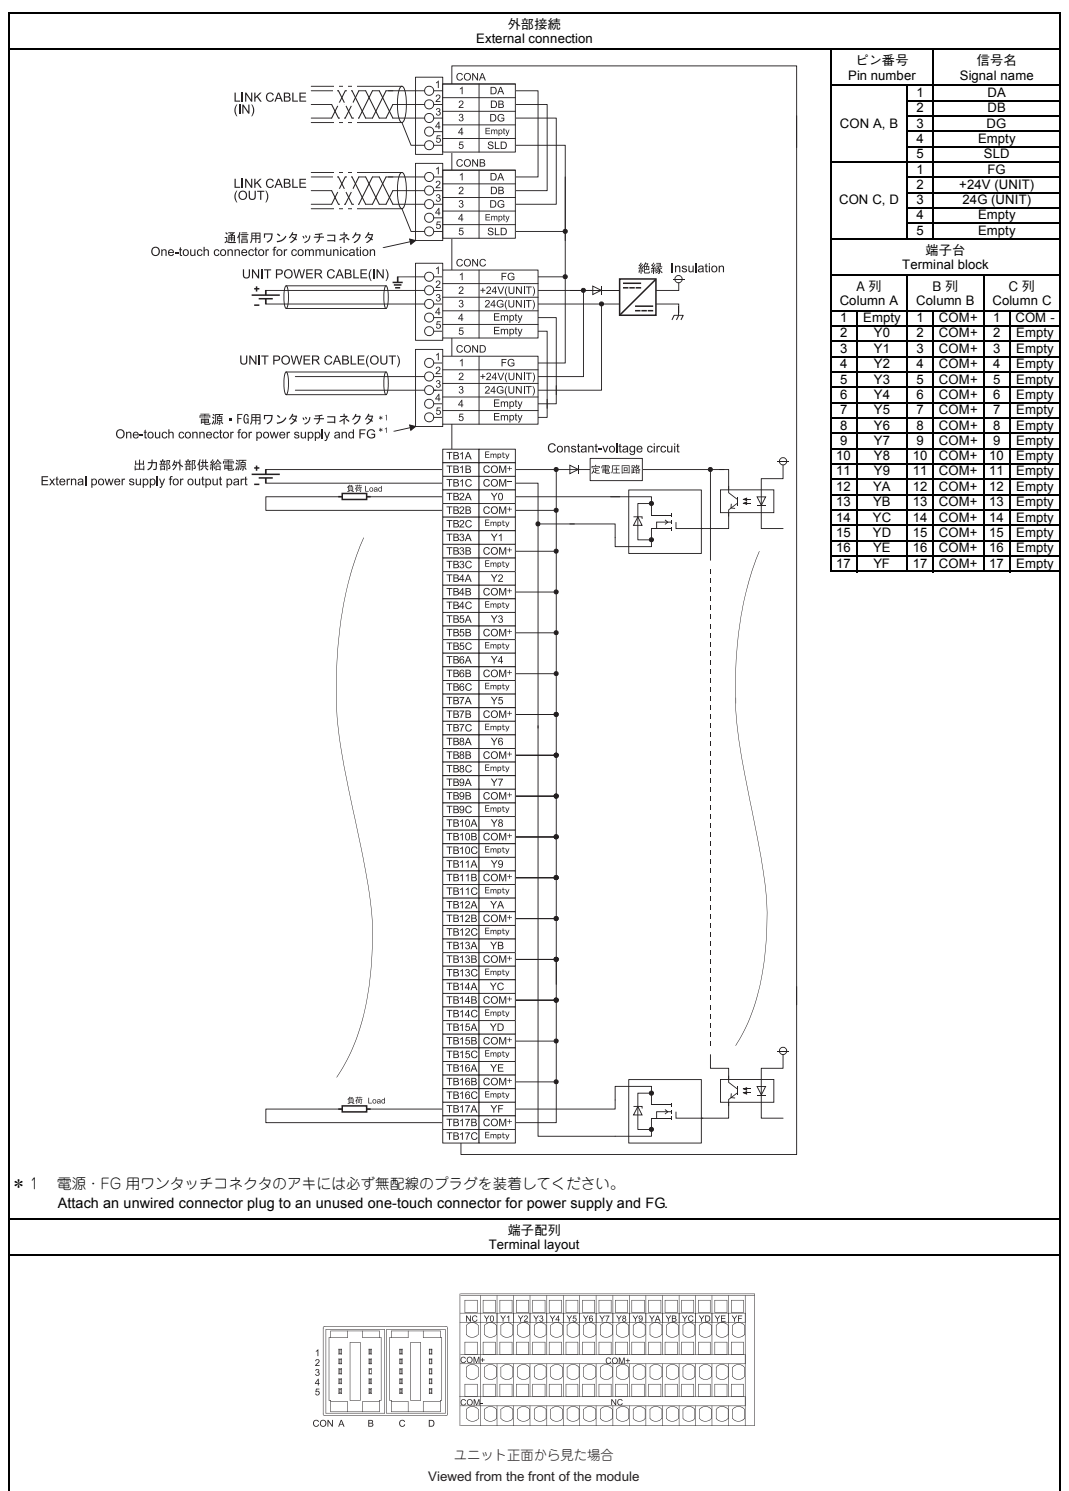 外部接続
External connection
LINK CABLE
(IN)
1
2
3
4
5
CONA
1 DA
2 DB
3 DG
4 Empty
5 SLD
LINK CABLE
(OUT)
1
2
3
4
5
CONB
1 DA
2 DB
3 DG
4 Empty
5 SLD
通信用ワンタッチコネクタ
One-touch connector for communication
UNIT POWER CABLE(IN)
+
-
1
2
3
4
5
CONC
1 FG
2 +24V(UNIT)
3 24G(UNIT)
4 Empty
5 Empty
絶縁 Insulation
UNIT POWER CABLE(OUT)
1
2
3
4
5
COND
1 FG
2 +24V(UNIT)
3 24G(UNIT)
4 Empty
5 Empty
電源・FG用ワンタッチコネクタ *1
One-touch connector for power supply and FG *1
出力部外部供給電源
External power supply for output part
+
-
負荷 Load
Constant-voltage circuit
定電圧回路
TB1A Empty
TB1B COM+
TB1C COM-
TB2A Y0
TB2B COM+
TB2C Empty
TB3A Y1
TB3B COM+
TB3C Empty
TB4A Y2
TB4B COM+
TB4C Empty
TB5A Y3
TB5B COM+
TB5C Empty
TB6A Y4
TB6B COM+
TB6C Empty
TB7A Y5
TB7B COM+
TB7C Empty
TB8A Y6
TB8B COM+
TB8C Empty
TB9A Y7
TB9B COM+
TB9C Empty
TB10A Y8
TB10B COM+
TB10C Empty
TB11A Y9
TB11B COM+
TB11C Empty
TB12A YA
TB12B COM+
TB12C Empty
TB13A YB
TB13B COM+
TB13C Empty
TB14A YC
TB14B COM+
TB14C Empty
TB15A YD
TB15B COM+
TB15C Empty
TB16A YE
TB16B COM+
TB16C Empty
TB17A YF
TB17B COM+
TB17C Empty
負荷 Load
ピン番号 信号名
Pin number Signal name
CON A, B
1 DA
2 DB
3 DG
4 Empty
5 SLD
CON C, D
1 FG
2 +24V (UNIT)
3 24G (UNIT)
4 Empty
5 Empty
端子台
Terminal block
A 列 B 列 C 列
Column A Column B Column C
1 Empty 1 COM+ 1 COM -
2 Y0 2 COM+ 2 Empty
3 Y1 3 COM+ 3 Empty
4 Y2 4 COM+ 4 Empty
5 Y3 5 COM+ 5 Empty
6 Y4 6 COM+ 6 Empty
7 Y5 7 COM+ 7 Empty
8 Y6 8 COM+ 8 Empty
9 Y7 9 COM+ 9 Empty
10 Y8 10 COM+ 10 Empty
11 Y9 11 COM+ 11 Empty
12 YA 12 COM+ 12 Empty
13 YB 13 COM+ 13 Empty
14 YC 14 COM+ 14 Empty
15 YD 15 COM+ 15 Empty
16 YE 16 COM+ 16 Empty
17 YF 17 COM+ 17 Empty
* 1 電源・FG 用ワンタッチコネクタのアキには必ず無配線のプラグを装着してください。
Attach an unwired connector plug to an unused one-touch connector for power supply and FG.
端子配列
Terminal layout
1
2
3
4
5
CON A B C D
NC Y0 Y1 Y2 Y3 Y4 Y5 Y6 Y7 Y8 Y9 YA YB YC YD YE YF
COM+ COM+
COM- NC
ユニット正面から見た場合
Viewed from the front of the module